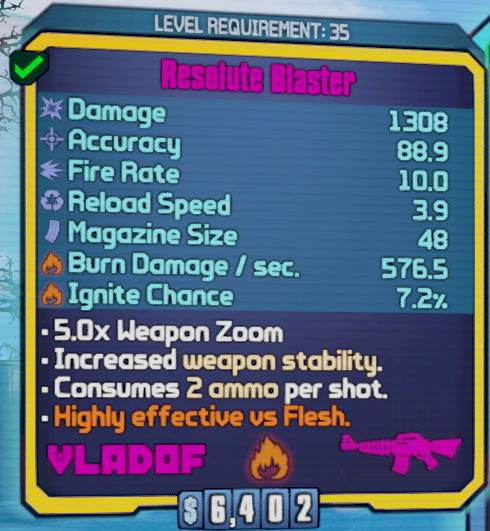 LEVEL REQUIREMENT: 35
Resolute Blaster
Damage 1308
Accuracy 88.9
Fire Rate 10.0
Reload Speed 3.9
Magazine Size 48
Burn Damage / sec. 576.5
Ignite Chance 7.2%
• 5.0x Weapon Zoom
• Increased weapon stability.
• Consumes 2 ammo per shot.
• Highly effective vs Flesh.
VLADOF
$ 6,402